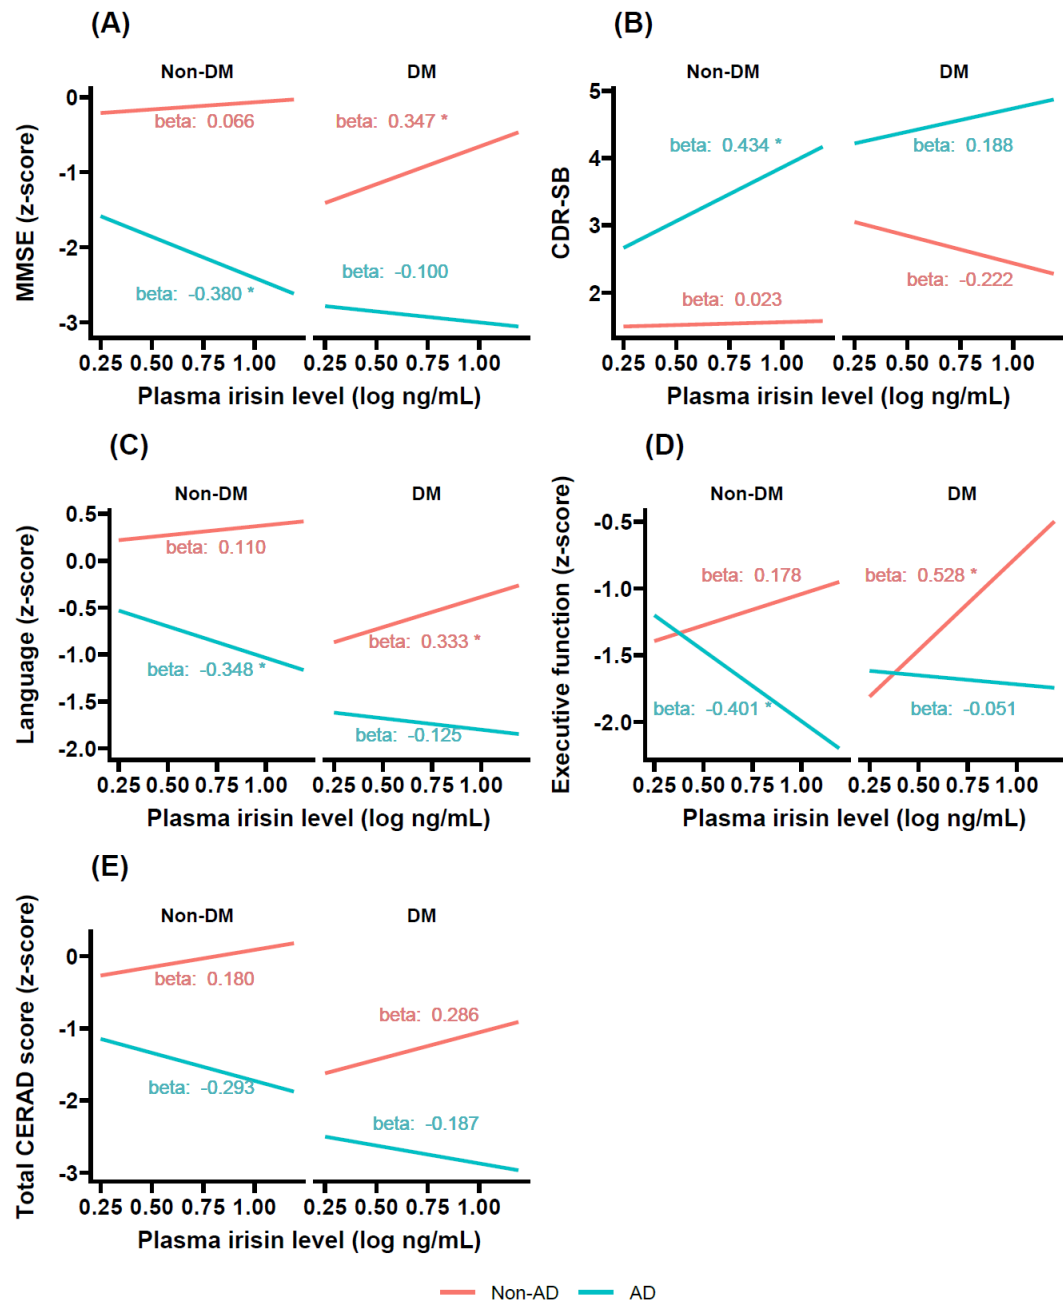 (A)
Non-DM DM
MMSE (z-score)
0
-1
-2
-3
beta: 0.066
beta: -0.380 *
beta: 0.347 *
beta: -0.100
0.25 0.50 0.75 1.00 0.25 0.50 0.75 1.00
Plasma irisin level (log ng/mL)
(B)
Non-DM DM
CDR-SB
5
4
3
2
beta: 0.434 *
beta: 0.023
beta: 0.188
beta: -0.222
0.25 0.50 0.75 1.00 0.25 0.50 0.75 1.00
Plasma irisin level (log ng/mL)
(C)
Non-DM DM
Language (z-score)
0.5
0.0
-0.5
-1.0
-1.5
-2.0
beta: 0.110
beta: -0.348 *
beta: 0.333 *
beta: -0.125
0.25 0.50 0.75 1.00 0.25 0.50 0.75 1.00
Plasma irisin level (log ng/mL)
(D)
Non-DM DM
Executive function (z-score)
-0.5
-1.0
-1.5
-2.0
beta: 0.178
beta: -0.401 *
beta: 0.528 *
beta: -0.051
0.25 0.50 0.75 1.00 0.25 0.50 0.75 1.00
Plasma irisin level (log ng/mL)
(E)
Non-DM DM
Total CERAD score (z-score)
0
-1
-2
-3
beta: 0.180
beta: -0.293
beta: 0.286
beta: -0.187
0.25 0.50 0.75 1.00 0.25 0.50 0.75 1.00
Plasma irisin level (log ng/mL)
Non-AD AD